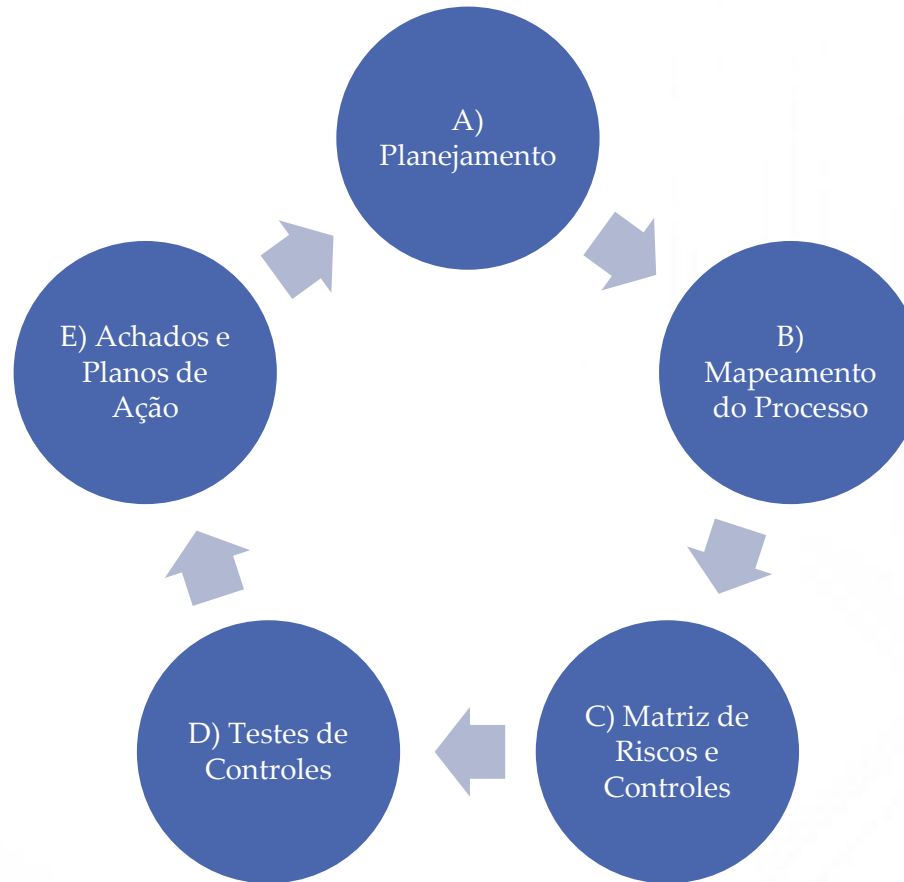 A)
Planejamento
B)
Mapeamento
do Processo
C) Matriz de
Riscos e
Controles
D) Testes de
Controles
E) Achados e
Planos de
Ação